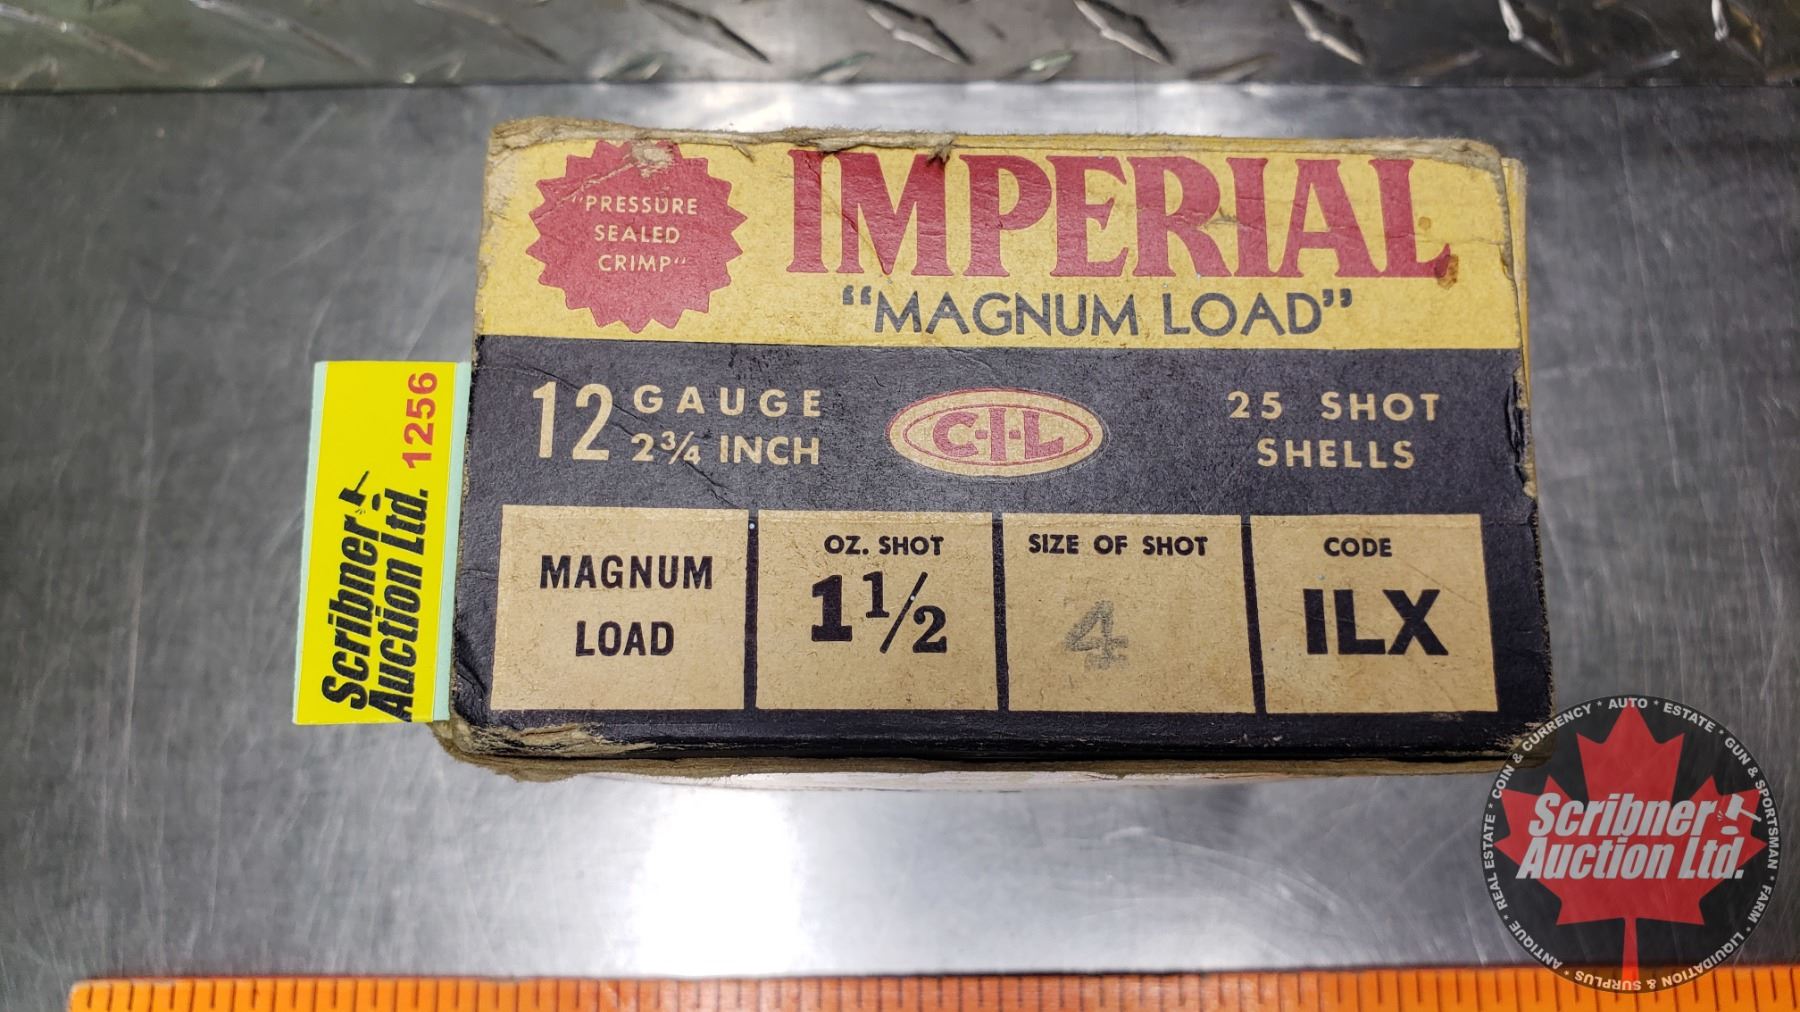 "PRESSURE
SEALED
CRIMP"
IMPERIAL
"MAGNUM LOAD"
12 GAUGE
2¾ INCH
C-I-L
25 SHOT
SHELLS
MAGNUM
LOAD
OZ. SHOT
1½
SIZE OF SHOT
4
CODE
ILX
Scribner
Auction Ltd.
1256
Scribner
Auction Ltd.
ANTIQUE * REAL ESTATE * COIN & CURRENCY * AUTO * ESTATE * GUN & SPORTSMAN * FARM * LIQUIDATION & SURPLUS *